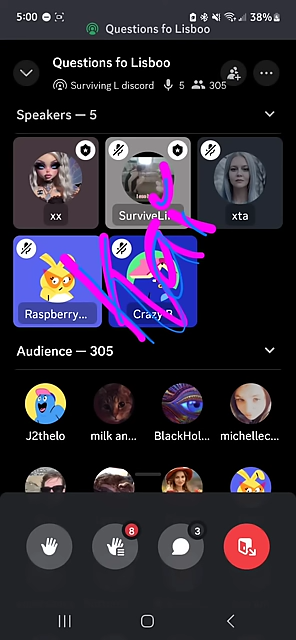 5:00
38%
Questions fo Lisboo
Questions fo Lisboo
Surviving L discord 5 305
Speakers — 5
xx
SurviveLi...
xta
Raspberry...
Crazy R
Audience — 305
J2thelo
milk an...
BlackHol...
michellec...
8
3